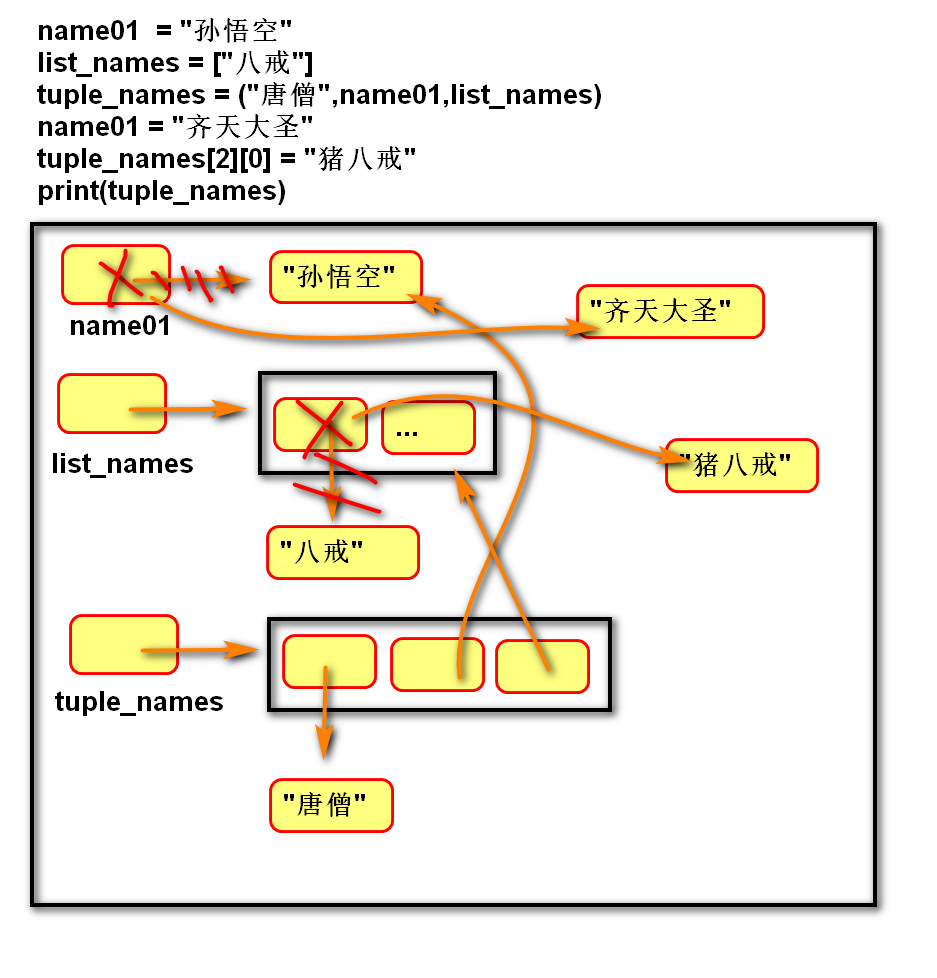 name01  = "孙悟空"
list_names = ["八戒"]
tuple_names = ("唐僧",name01,list_names)
name01 = "齐天大圣"
tuple_names[2][0] = "猪八戒"
print(tuple_names)
"孙悟空"
"齐天大圣"
name01
...
list_names
"猪八戒"
"八戒"
tuple_names
"唐僧"